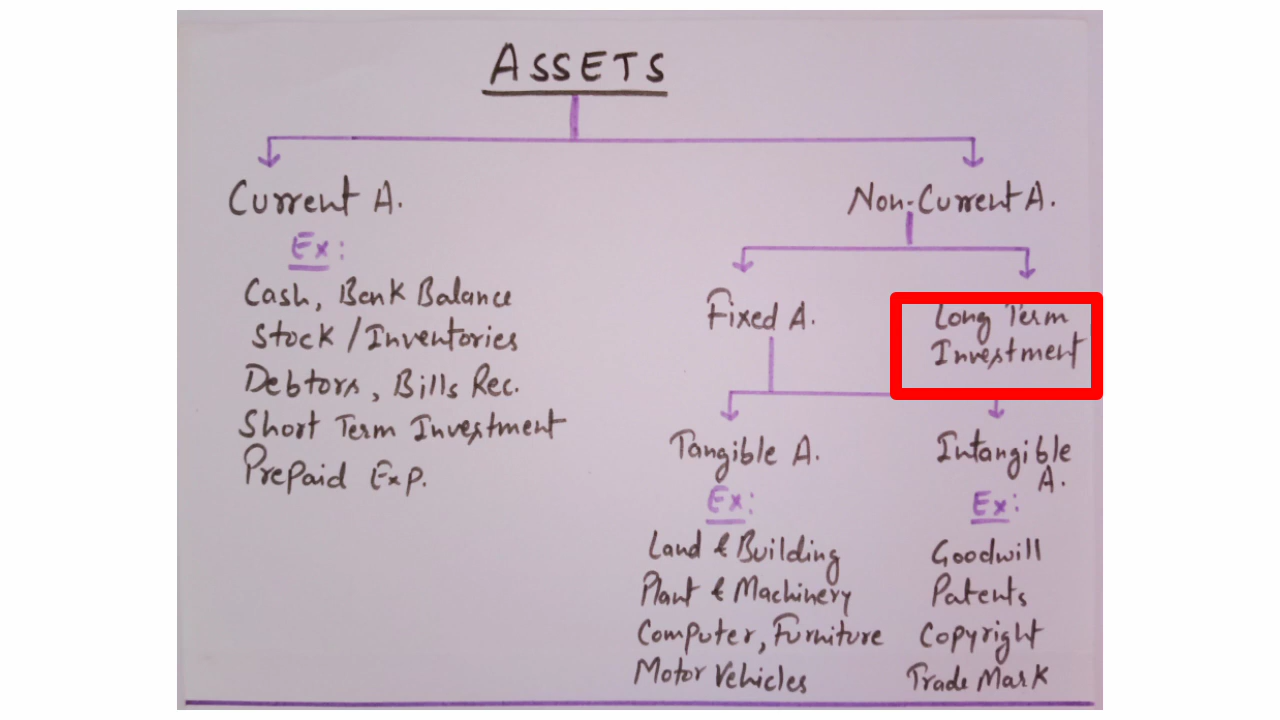 ASSETS
Current A.
Non-Current A.
Ex:
Cash, Bank Balance
Stock / Inventories
Debtors, Bills Rec.
Short Term Investment
Prepaid Exp.
Fixed A.
Long Term
Investment
Tangible A.
Ex:
Land & Building
Plant & Machinery
Computer, Furniture
Motor Vehicles
Intangible
A.
Ex:
Goodwill
Patents
Copyright
Trade Mark